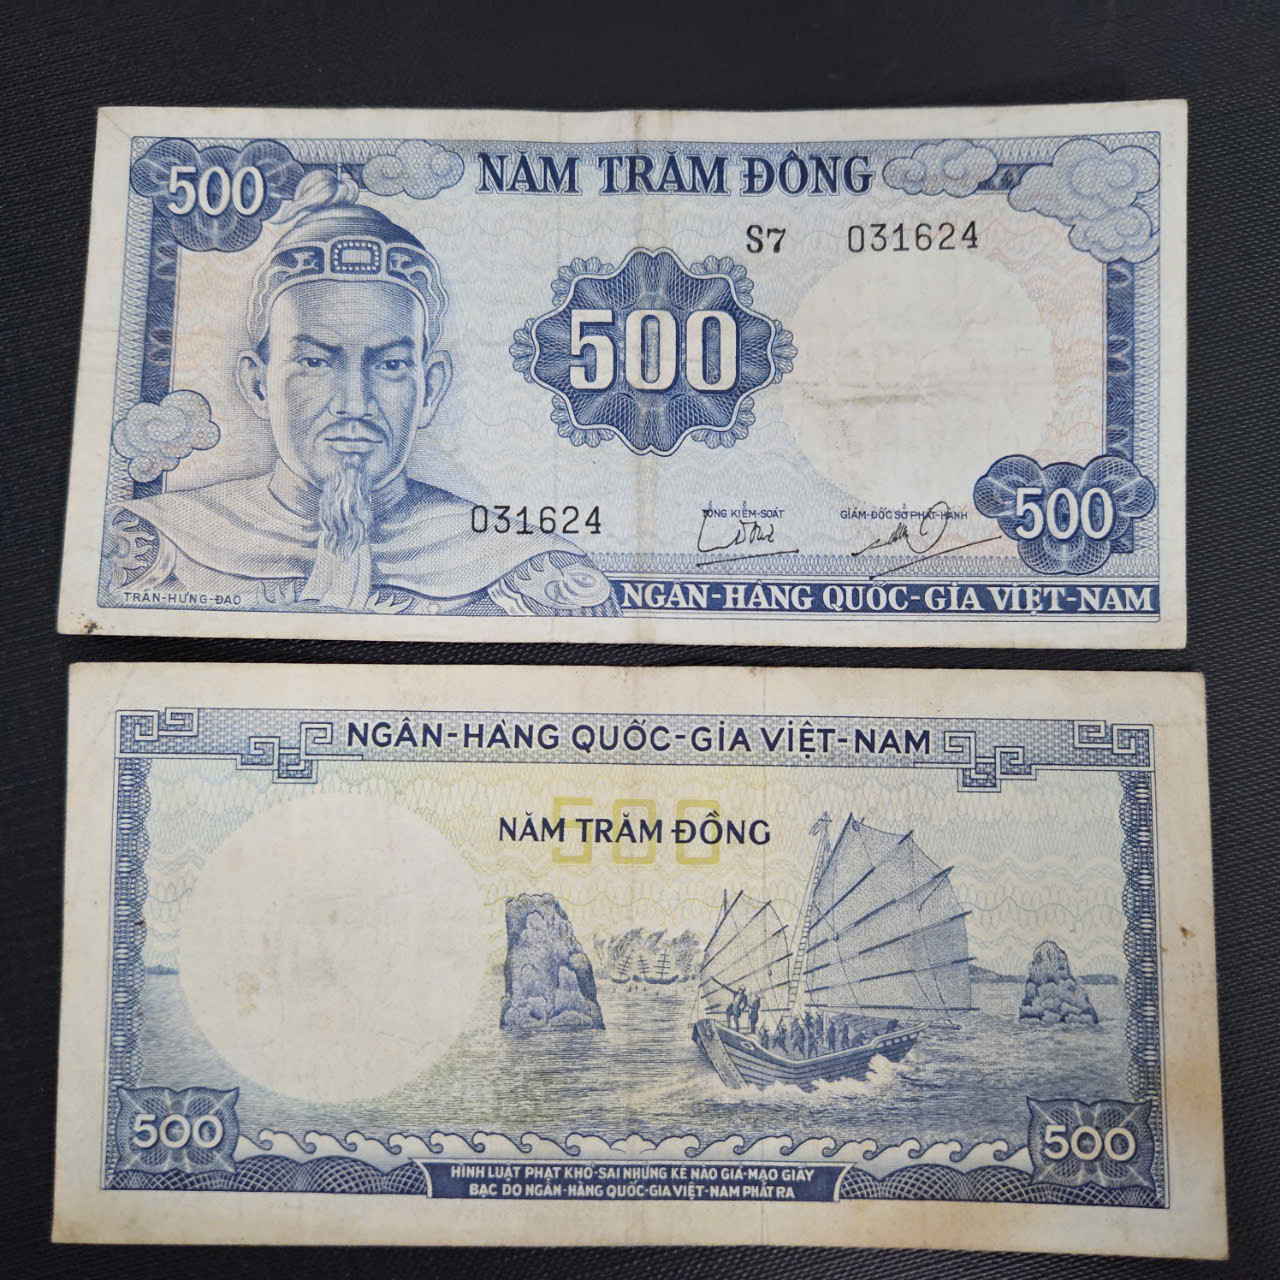 500
NĂM TRĂM ĐỒNG
S7 031624
500
031624
TỔNG KIỂM-SOÁT
GIÁM-ĐỐC SỞ PHÁT-HÀNH
500
TRẦN-HƯNG-ĐẠO
NGÂN-HÀNG QUỐC-GIA VIỆT-NAM
NGÂN-HÀNG QUỐC-GIA VIỆT-NAM
500
NĂM TRĂM ĐỒNG
500
500
HÌNH LUẬT PHẠT KHỔ-SAI NHỮNG KẺ NÀO GIẢ-MẠO GIẤY
BẠC DO NGÂN-HÀNG QUỐC-GIA VIỆT-NAM PHÁT RA